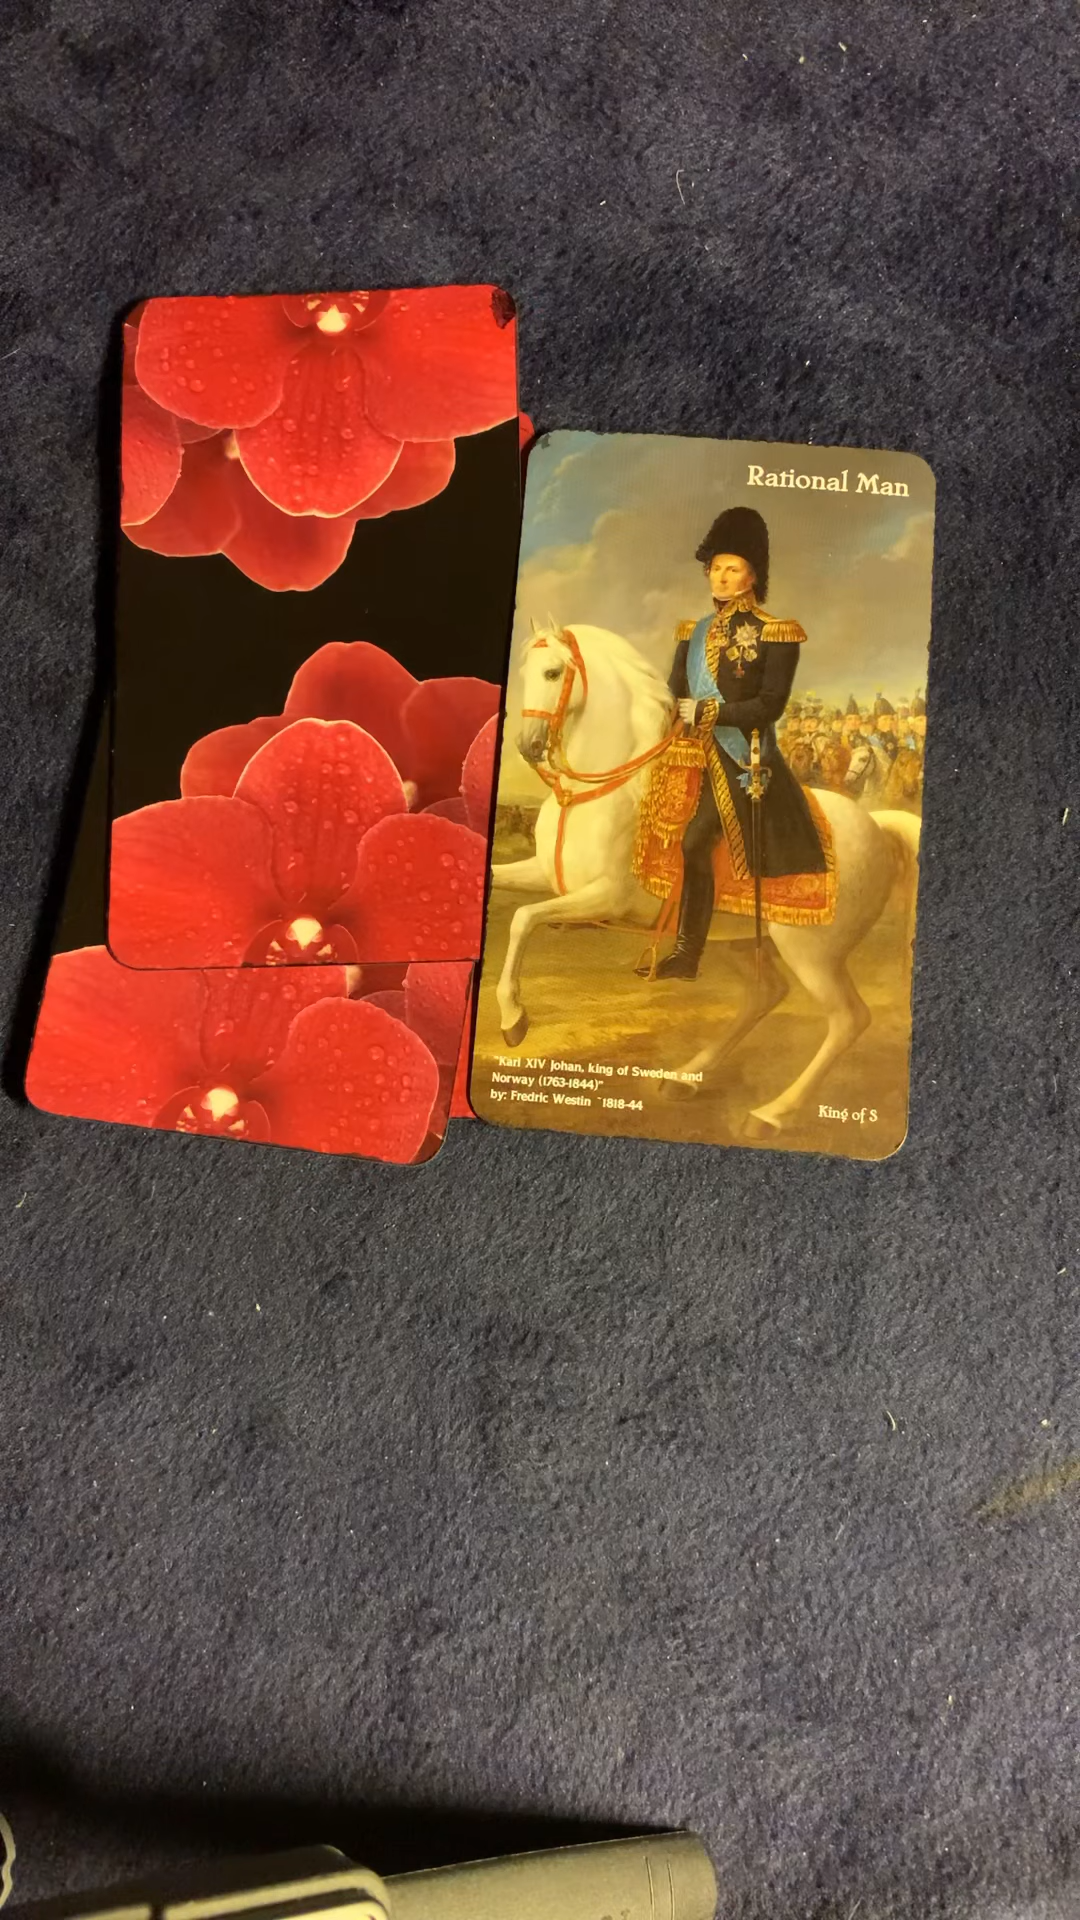 Rational Man
"Karl XIV Johan, king of Sweden and
Norway (1763-1844)"
by: Fredric Westin ~1818-44
King of S